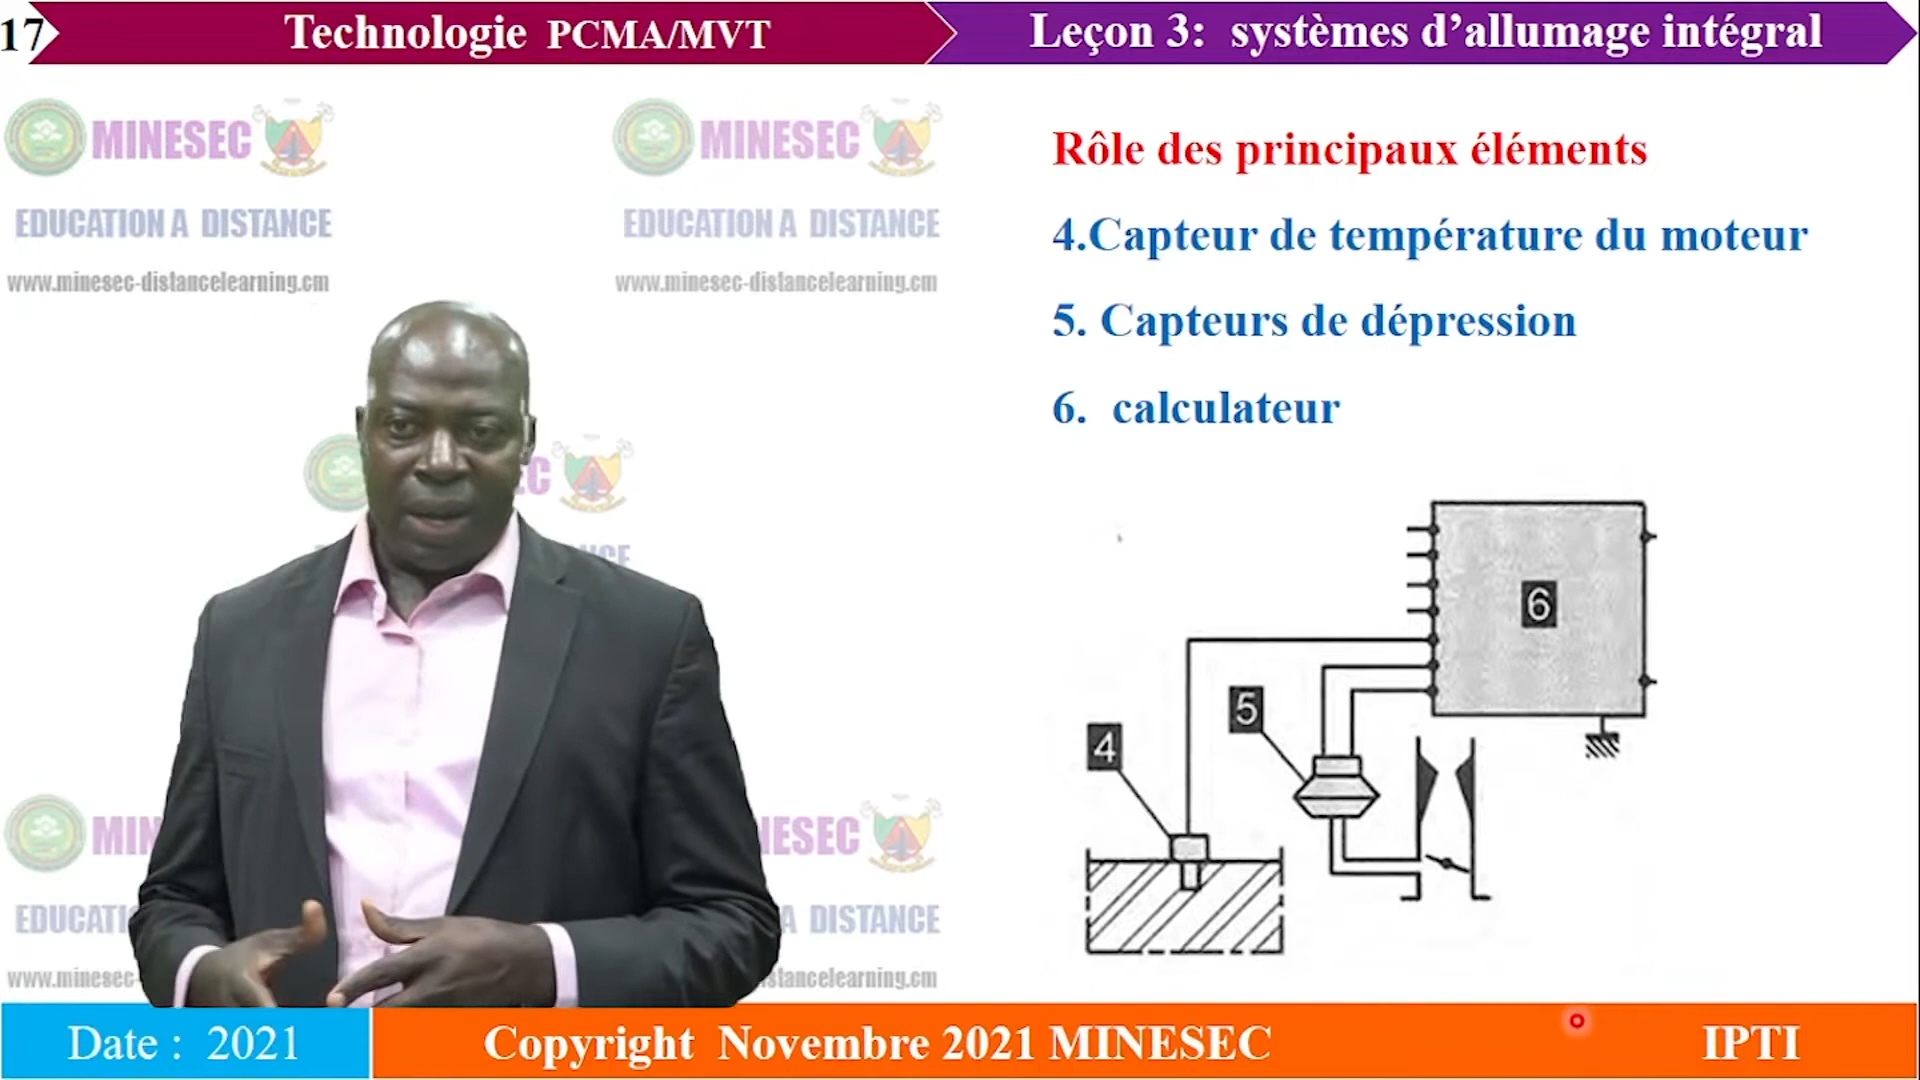 17
Technologie PCMA/MVT
Leçon 3: systèmes d'allumage intégral
MINESEC
MINESEC
EDUCATION A DISTANCE
EDUCATION A DISTANCE
www.minesec-distancelearning.cm
www.minesec-distancelearning.cm
Rôle des principaux éléments
4.Capteur de température du moteur
5. Capteurs de dépression
6. calculateur
6
5
4
A DISTANCE
Date : 2021
Copyright Novembre 2021 MINESEC
IPTI